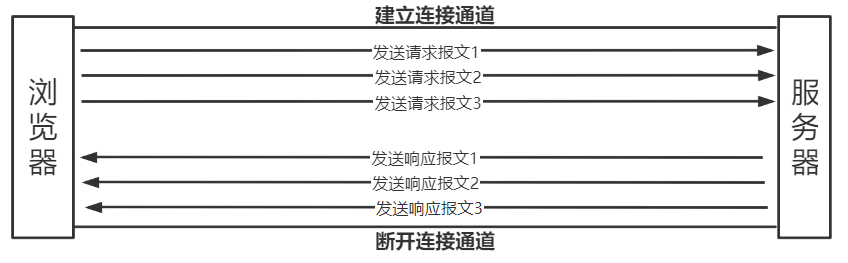 建立连接通道
发送请求报文1
发送请求报文2
发送请求报文3
浏览器
服务器
发送响应报文1
发送响应报文2
发送响应报文3
断开连接通道